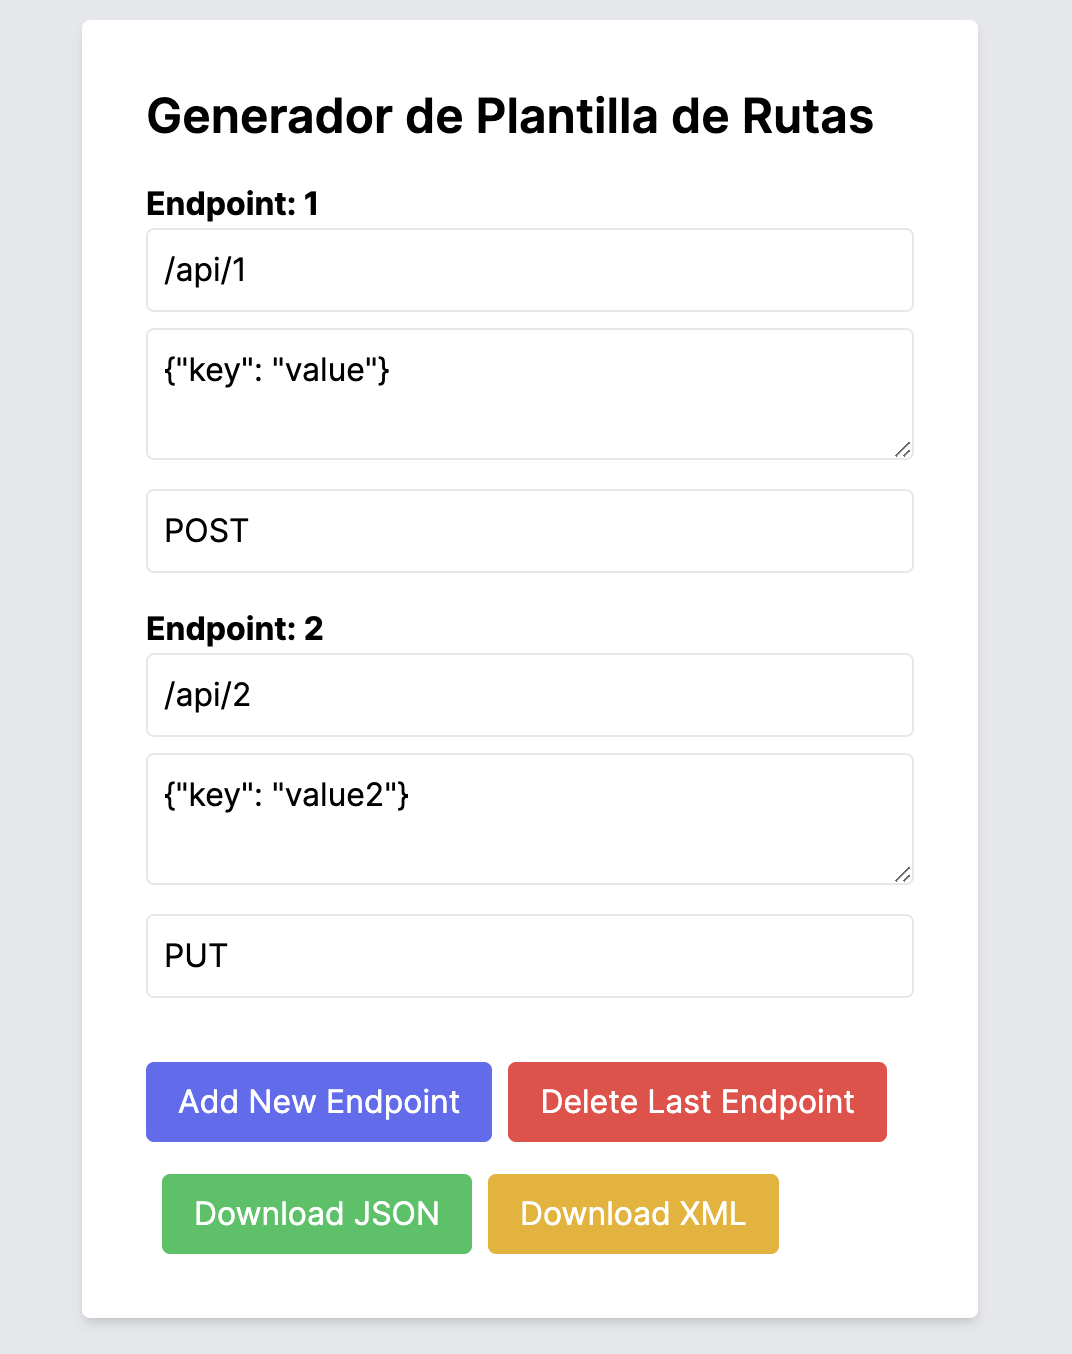 Generador de Plantilla de Rutas
Endpoint: 1
/api/1
{"key": "value"}
POST
Endpoint: 2
/api/2
{"key": "value2"}
PUT
Add New Endpoint
Delete Last Endpoint
Download JSON
Download XML